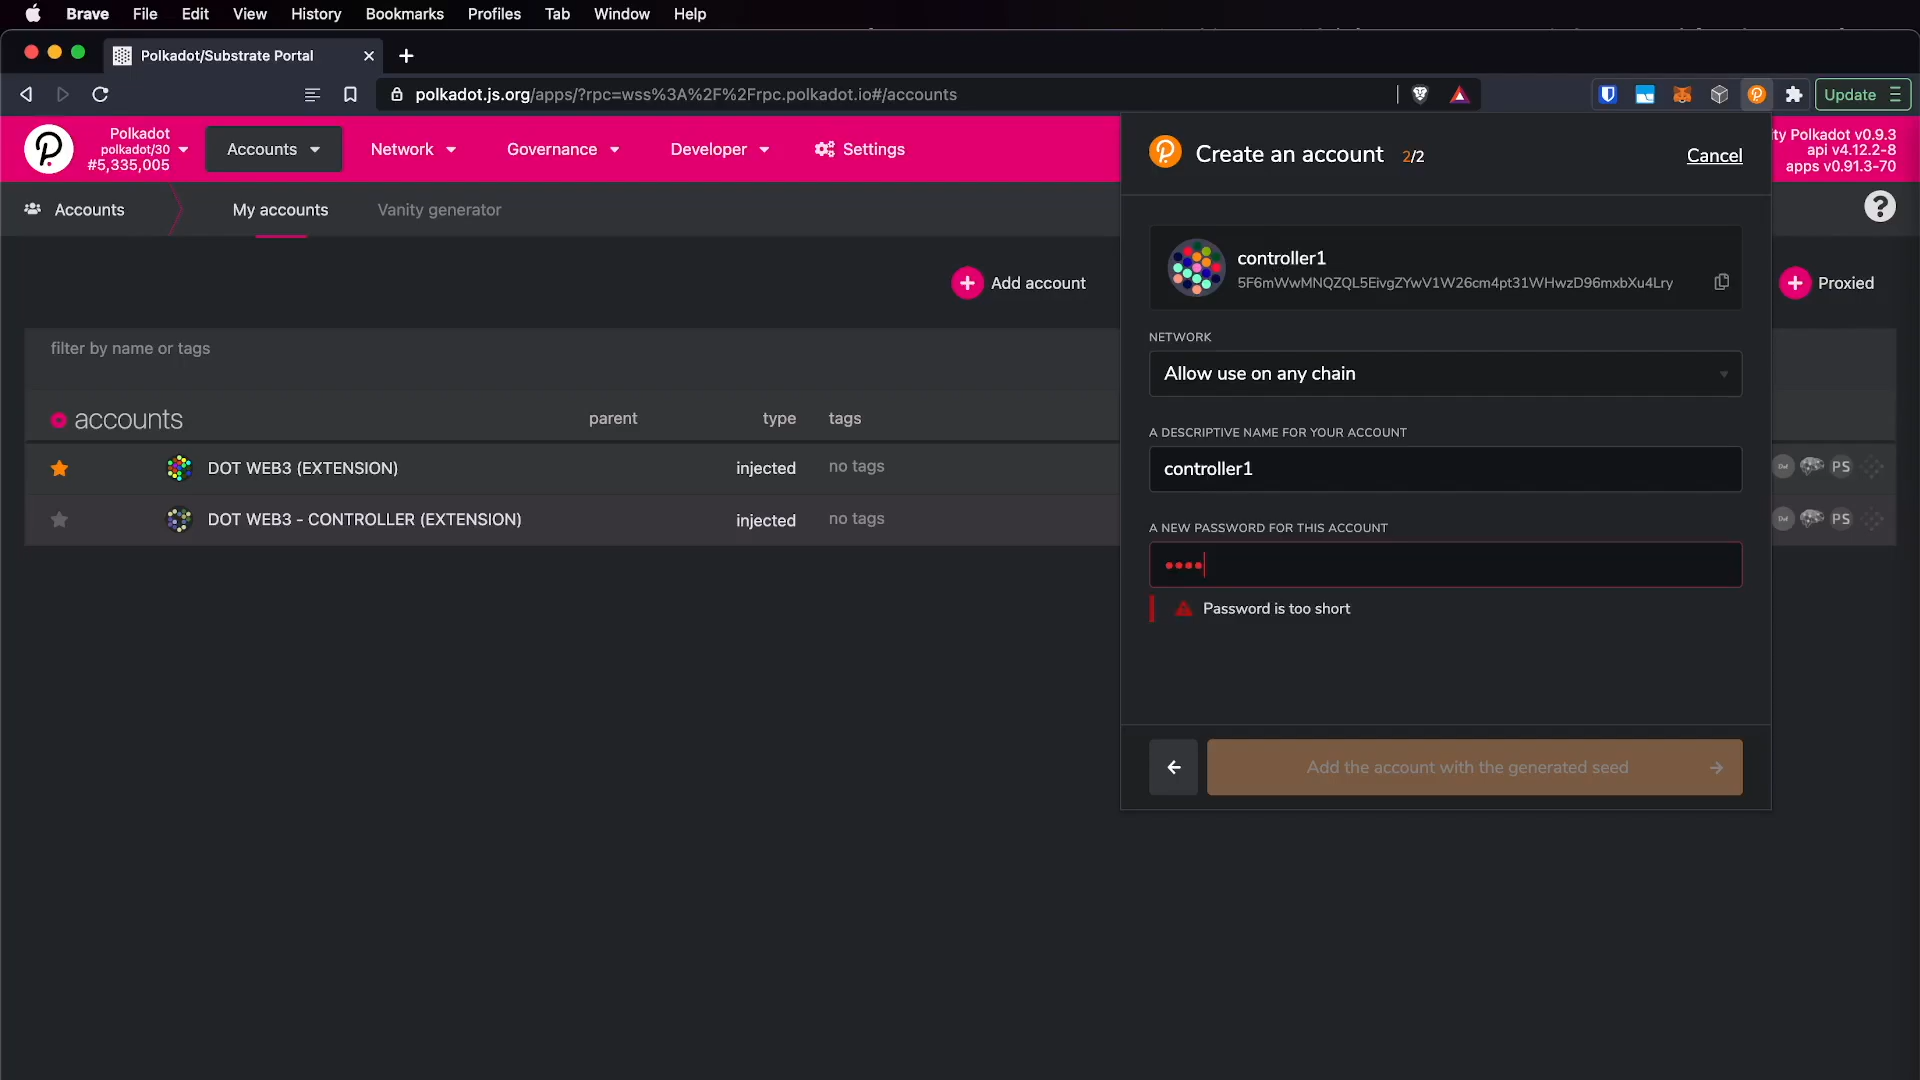 Brave File Edit View History Bookmarks Profiles Tab Window Help
Polkadot/Substrate Portal
polkadot.js.org/apps/?rpc=wss%3A%2F%2Frpc.polkadot.io#/accounts
Update
Polkadot
polkadot/30
#5,335,005
Accounts
Network
Governance
Developer
Settings
ity Polkadot v0.9.3
api v4.12.2-8
apps v0.91.3-70
Accounts
My accounts
Vanity generator
Add account
Proxied
filter by name or tags
accounts parent type tags
DOT WEB3 (EXTENSION) injected no tags
PS
DOT WEB3 - CONTROLLER (EXTENSION) injected no tags
PS
Create an account 2/2
Cancel
controller1
5F6mWwMNQZQL5EivgZYwV1W26cm4pt31WHwzD96mxbXu4Lry
NETWORK
Allow use on any chain
A DESCRIPTIVE NAME FOR YOUR ACCOUNT
controller1
A NEW PASSWORD FOR THIS ACCOUNT
Password is too short
Add the account with the generated seed